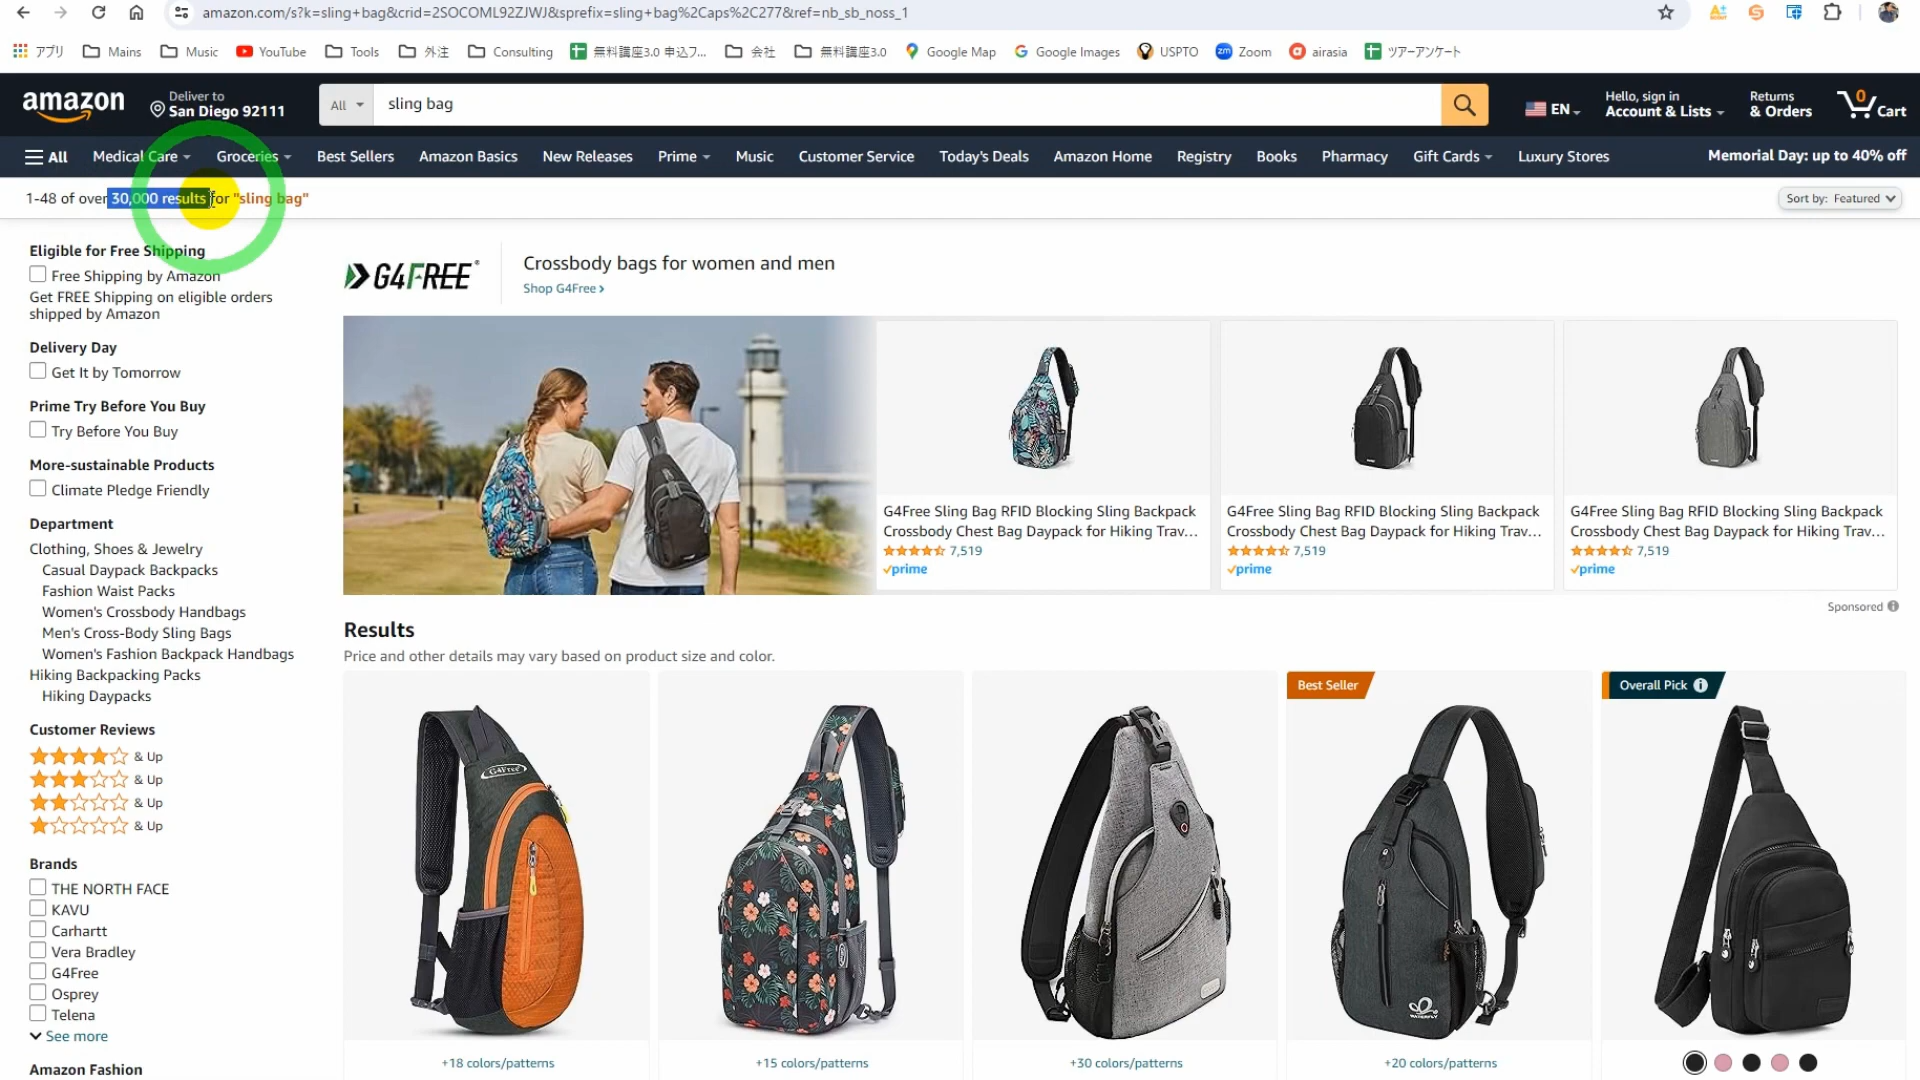 amazon.com/s?k=sling+bag&crid=2SOCOML92ZJWJ&sprefix=sling+bag%2Caps%2C277&ref=nb_sb_noss_1
アプリ Mains Music YouTube Tools 外注 Consulting 無料講座3.0 申込フ... 会社 無料講座3.0 Google Map Google Images USPTO Zoom airasia ツアーアンケート
amazon
Deliver to
San Diego 92111
All
sling bag
EN
Hello, sign in
Account & Lists
Returns
& Orders
0
Cart
All Medical Care Groceries Best Sellers Amazon Basics New Releases Prime Music Customer Service Today's Deals Amazon Home Registry Books Pharmacy Gift Cards Luxury Stores Memorial Day: up to 40% off
1-48 of over 30,000 results for "sling bag"
Sort by: Featured
Eligible for Free Shipping
Free Shipping by Amazon
Get FREE Shipping on eligible orders
shipped by Amazon
Delivery Day
Get It by Tomorrow
Prime Try Before You Buy
Try Before You Buy
More-sustainable Products
Climate Pledge Friendly
Department
Clothing, Shoes & Jewelry
Casual Daypack Backpacks
Fashion Waist Packs
Women's Crossbody Handbags
Men's Cross-Body Sling Bags
Women's Fashion Backpack Handbags
Hiking Backpacking Packs
Hiking Daypacks
Customer Reviews
& Up
& Up
& Up
& Up
Brands
THE NORTH FACE
KAVU
Carhartt
Vera Bradley
G4Free
Osprey
Telena
See more
Amazon Fashion
G4FREE
Crossbody bags for women and men
Shop G4Free ›
G4Free Sling Bag RFID Blocking Sling Backpack
Crossbody Chest Bag Daypack for Hiking Trav...
7,519
prime
G4Free Sling Bag RFID Blocking Sling Backpack
Crossbody Chest Bag Daypack for Hiking Trav...
7,519
prime
G4Free Sling Bag RFID Blocking Sling Backpack
Crossbody Chest Bag Daypack for Hiking Trav...
7,519
prime
Sponsored
Results
Price and other details may vary based on product size and color.
Best Seller
Overall Pick
G4Free
WATERFLY
+18 colors/patterns
+15 colors/patterns
+30 colors/patterns
+20 colors/patterns